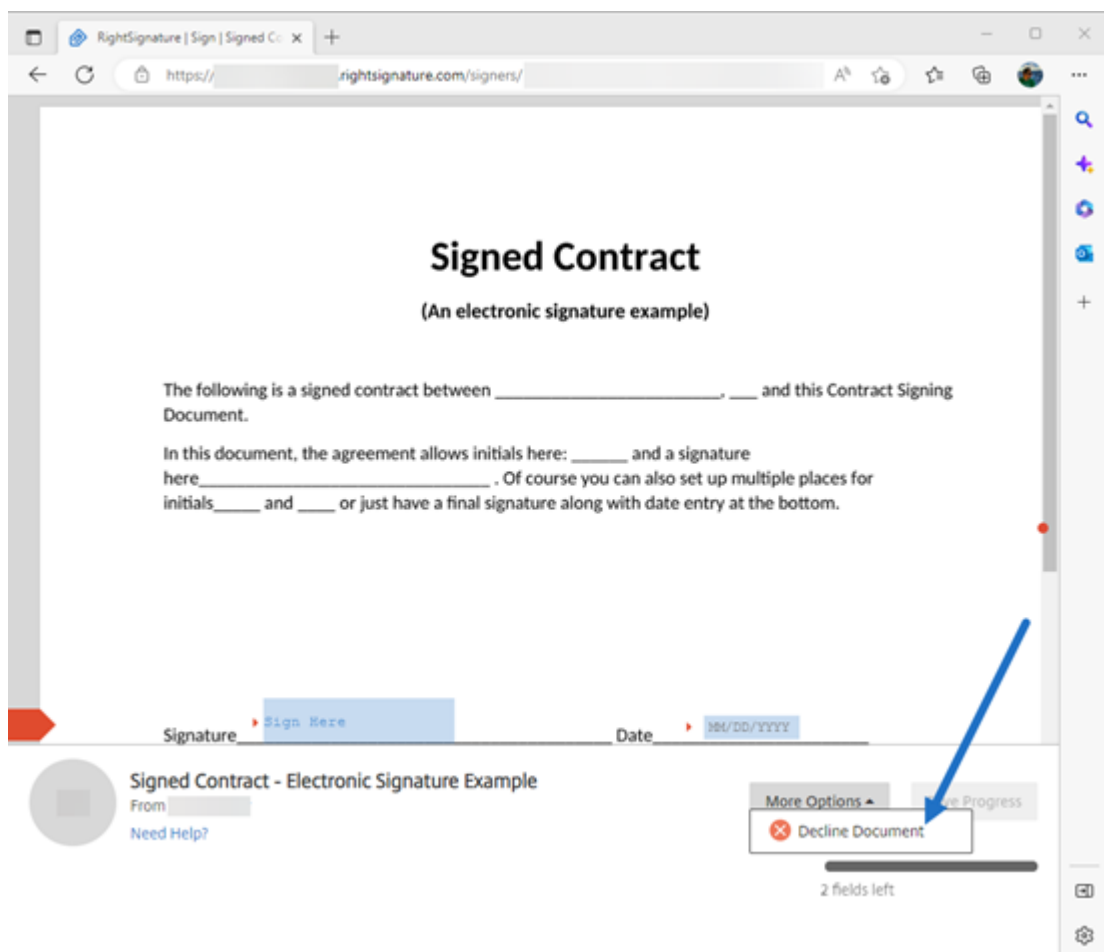 RightSignature | Sign | Signed Co
https:// .rightsignature.com/signers/
Signed Contract
(An electronic signature example)
The following is a signed contract between _________________________, ___ and this Contract Signing
Document.
In this document, the agreement allows initials here: ______ and a signature
here_______________________________ . Of course you can also set up multiple places for
initials_____ and ____ or just have a final signature along with date entry at the bottom.
Sign Here
MM/DD/YYYY
Signature________________________________________ Date_______________________
Signed Contract - Electronic Signature Example
From
Need Help?
More Options
Progress
Decline Document
2 fields left